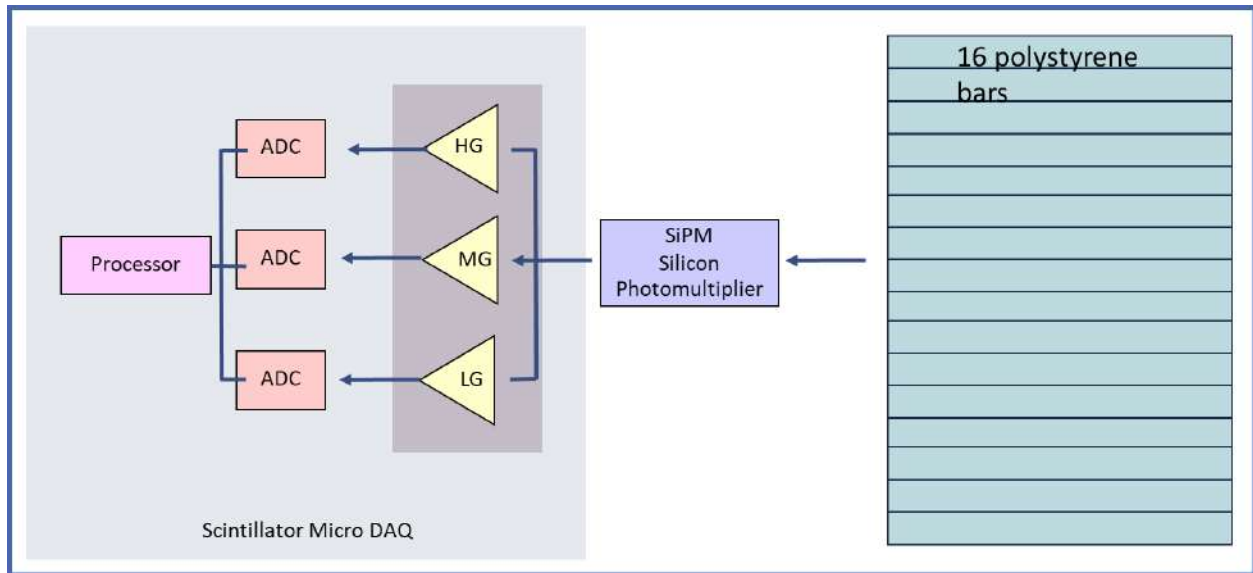 16 polystyrene
bars
HG
ADC
SiPM
Silicon
Photomultiplier
MG
ADC
Processor
LG
ADC
Scintillator Micro DAQ